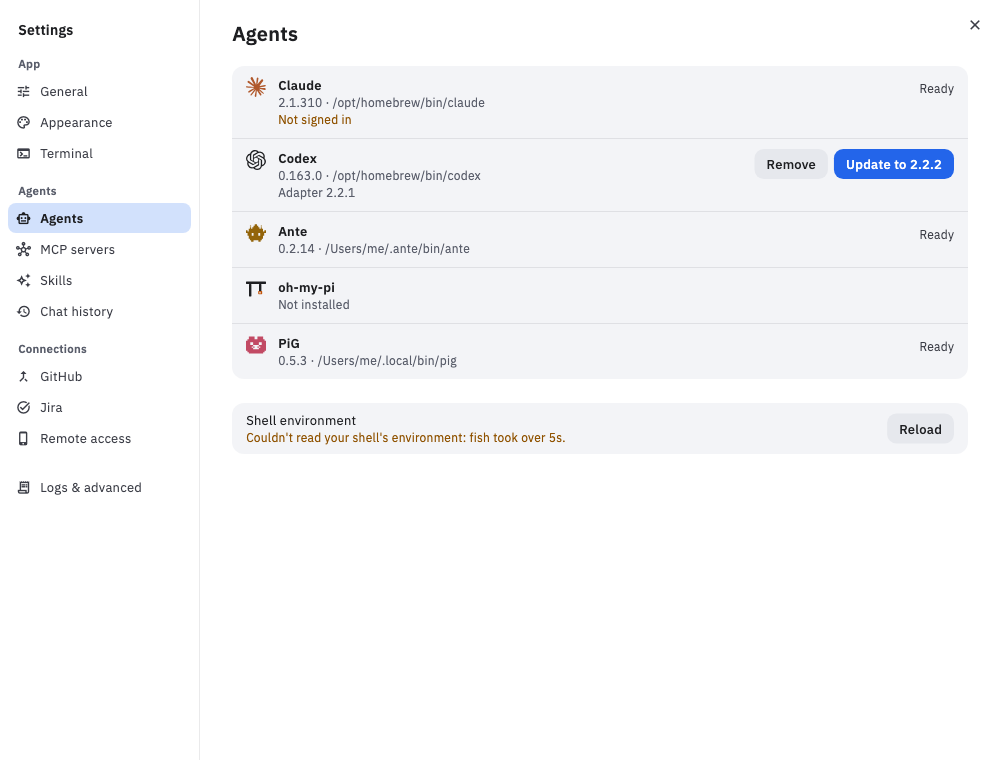 Settings
App
General
Appearance
Terminal
Agents
Agents
MCP servers
Skills
Chat history
Connections
GitHub
Jira
Remote access
Logs & advanced
Agents
Claude
2.1.310 · /opt/homebrew/bin/claude
Not signed in
Ready
Codex
0.163.0 · /opt/homebrew/bin/codex
Adapter 2.2.1
Remove
Update to 2.2.2
Ante
0.2.14 · /Users/me/.ante/bin/ante
Ready
oh-my-pi
Not installed
PiG
0.5.3 · /Users/me/.local/bin/pig
Ready
Shell environment
Couldn't read your shell's environment: fish took over 5s.
Reload